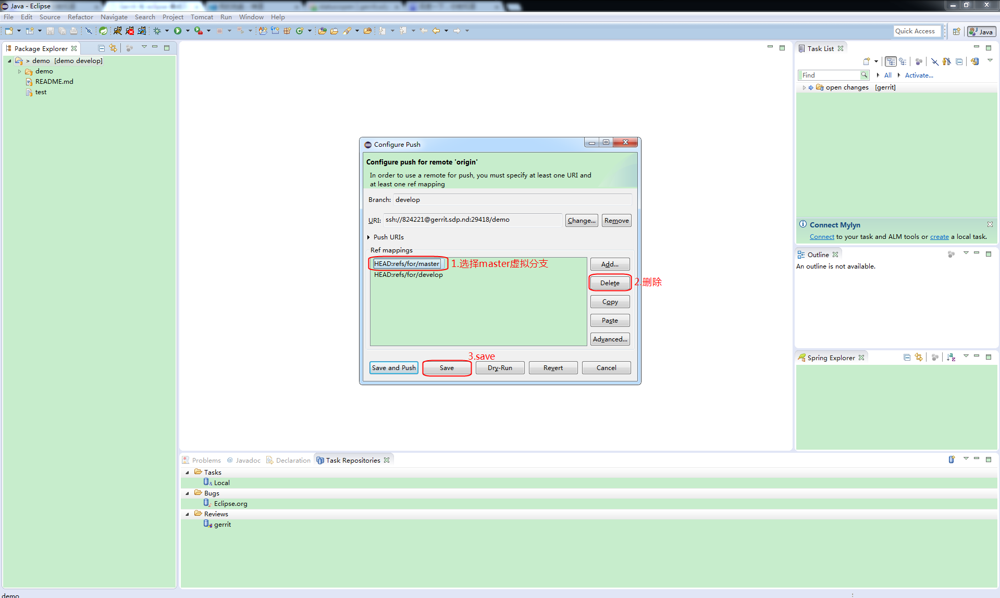 Java - Eclipse
File Edit Source Refactor Navigate Search Project Tomcat Run Window Help
Quick Access
Java
Package Explorer
> demo [demo develop]
demo
README.md
test
Task List
Find
All
Activate...
open changes [gerrit]
Connect Mylyn
Connect to your task and ALM tools or create a local task.
Outline
An outline is not available.
Spring Explorer
Configure Push
Configure push for remote 'origin'
In order to use a remote for push, you must specify at least one URI and
at least one ref mapping
Branch: develop
URI: ssh://824221@gerrit.sdp.nd:29418/demo Change... Remove
Push URIs
Ref mappings
HEAD:refs/for/master 1.选择master虚拟分支
HEAD:refs/for/develop
Add...
Delete 2.删除
Copy
Paste
Advanced...
3.save
Save and Push Save Dry-Run Revert Cancel
Problems @ Javadoc Declaration Task Repositories
Tasks
Local
Bugs
Eclipse.org
Reviews
gerrit
demo